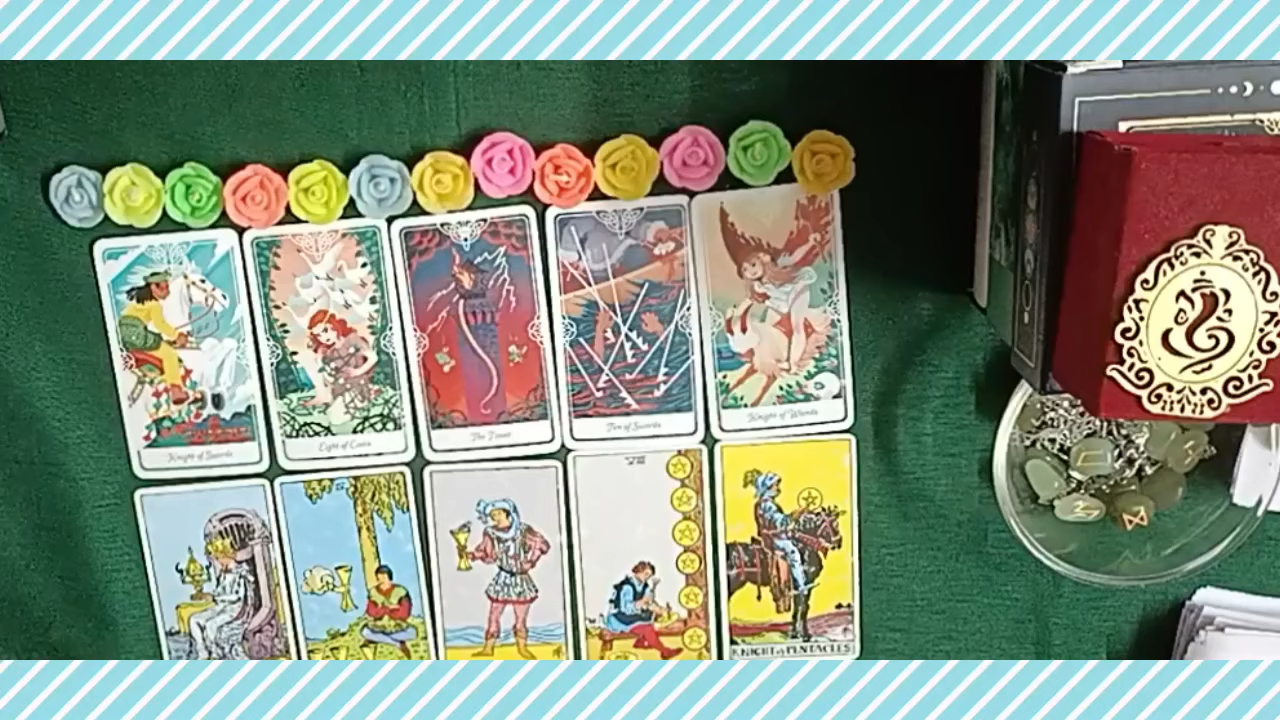 Knight of Swords
Eight of Cups
The Tower
Ten of Swords
Knight of Wands
KNIGHT of PENTACLES